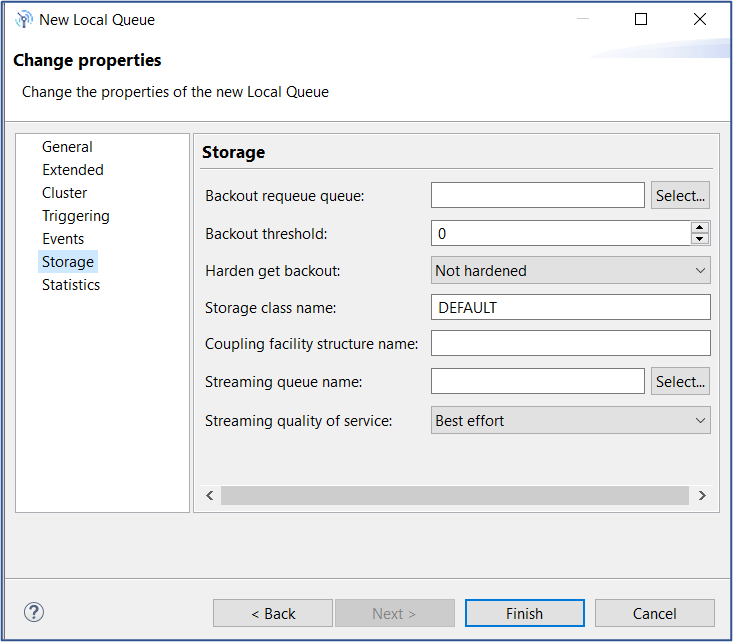 New Local Queue
Change properties
Change the properties of the new Local Queue
General
Extended
Cluster
Triggering
Events
Storage
Statistics
Storage
Backout requeue queue: Select...
Backout threshold: 0
Harden get backout: Not hardened
Storage class name: DEFAULT
Coupling facility structure name:
Streaming queue name: Select...
Streaming quality of service: Best effort
? < Back Next > Finish Cancel